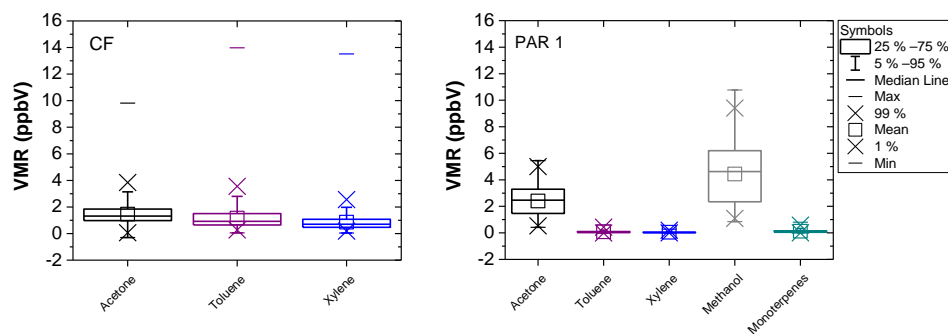 16
14
12
10
8
6
4
2
0
-2
VMR (ppbV)
CF
Acetone
Toluene
Xylene
16
14
12
10
8
6
4
2
0
-2
VMR (ppbV)
PAR 1
Acetone
Toluene
Xylene
Methanol
Monoterpenes
Symbols
25 % –75 %
5 % –95 %
Median Line
Max
99 %
Mean
1 %
Min